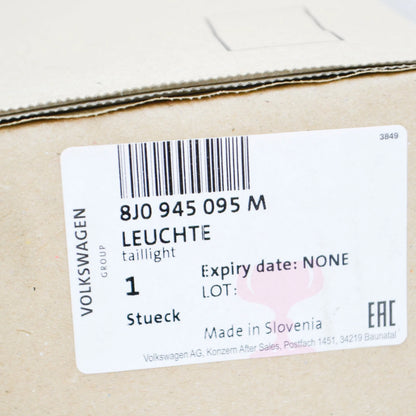 3849
VOLKSWAGEN
GROUP
8J0 945 095 M
LEUCHTE
taillight
1
Stueck
Expiry date: NONE
LOT:
Made in Slovenia
EAC
Volkswagen AG, Konzern After Sales, Postfach 1451, 34219 Baunatal